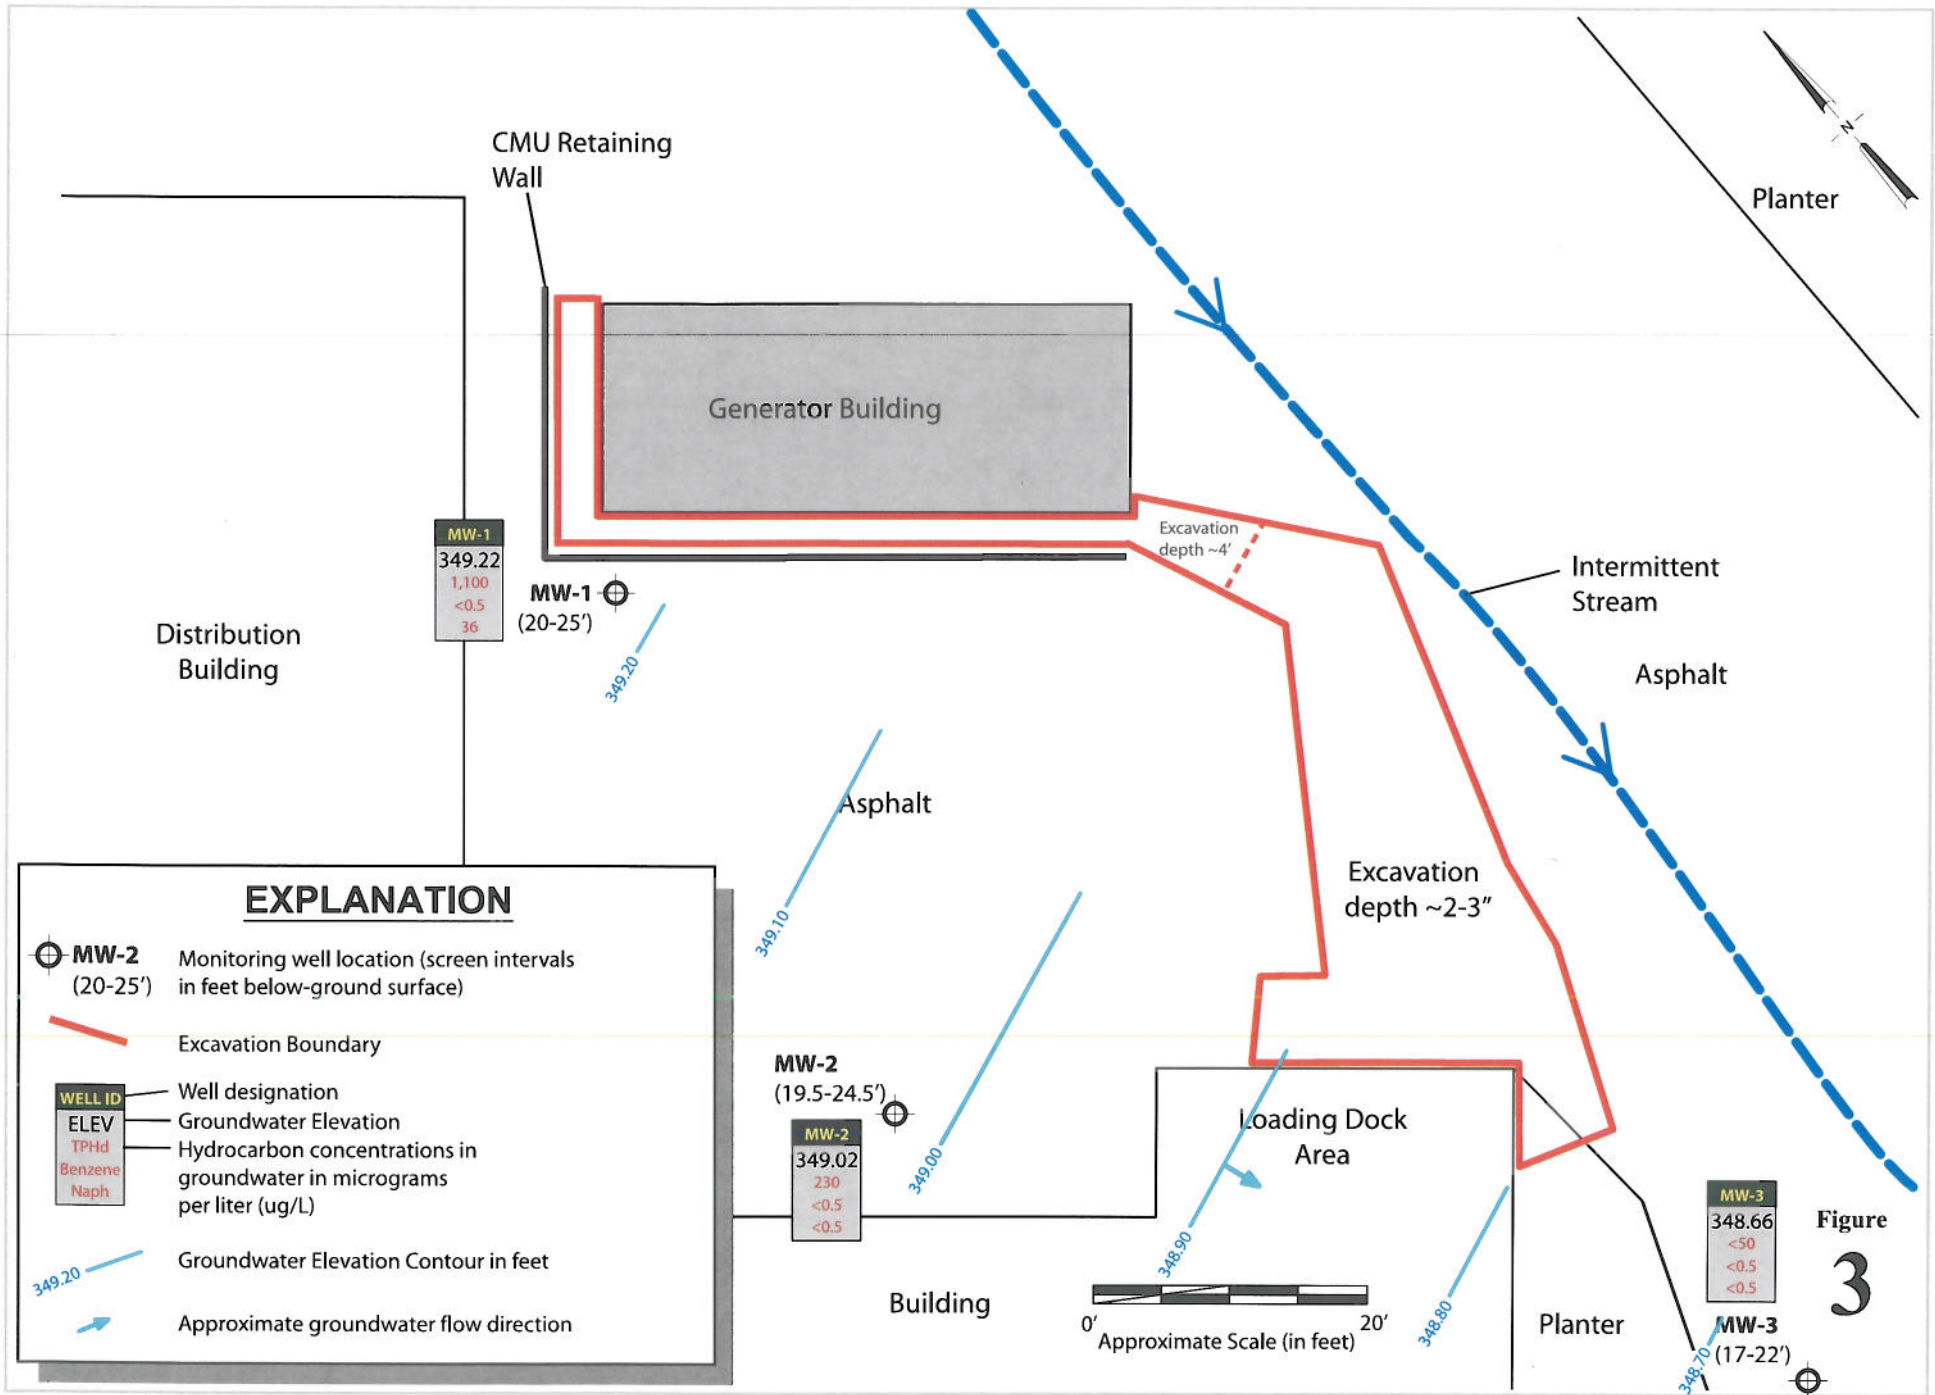 N
Planter
CMU Retaining
Wall
Generator Building
Excavation
depth ~4'
Intermittent
Stream
Asphalt
MW-1
349.22
1,100
<0.5
36
MW-1
(20-25')
349.20
Distribution
Building
Asphalt
349.10
Excavation
depth ~2-3"
EXPLANATION
MW-2
(20-25')
Monitoring well location (screen intervals
in feet below-ground surface)
Excavation Boundary
WELL ID
ELEV
TPHd
Benzene
Naph
Well designation
Groundwater Elevation
Hydrocarbon concentrations in
groundwater in micrograms
per liter (ug/L)
349.20
Groundwater Elevation Contour in feet
Approximate groundwater flow direction
MW-2
(19.5-24.5')
MW-2
349.02
230
<0.5
<0.5
349.00
Loading Dock
Area
348.90
Building
0'
20'
Approximate Scale (in feet)
348.80
Planter
MW-3
348.66
<50
<0.5
<0.5
MW-3
(17-22')
348.70
Figure
3